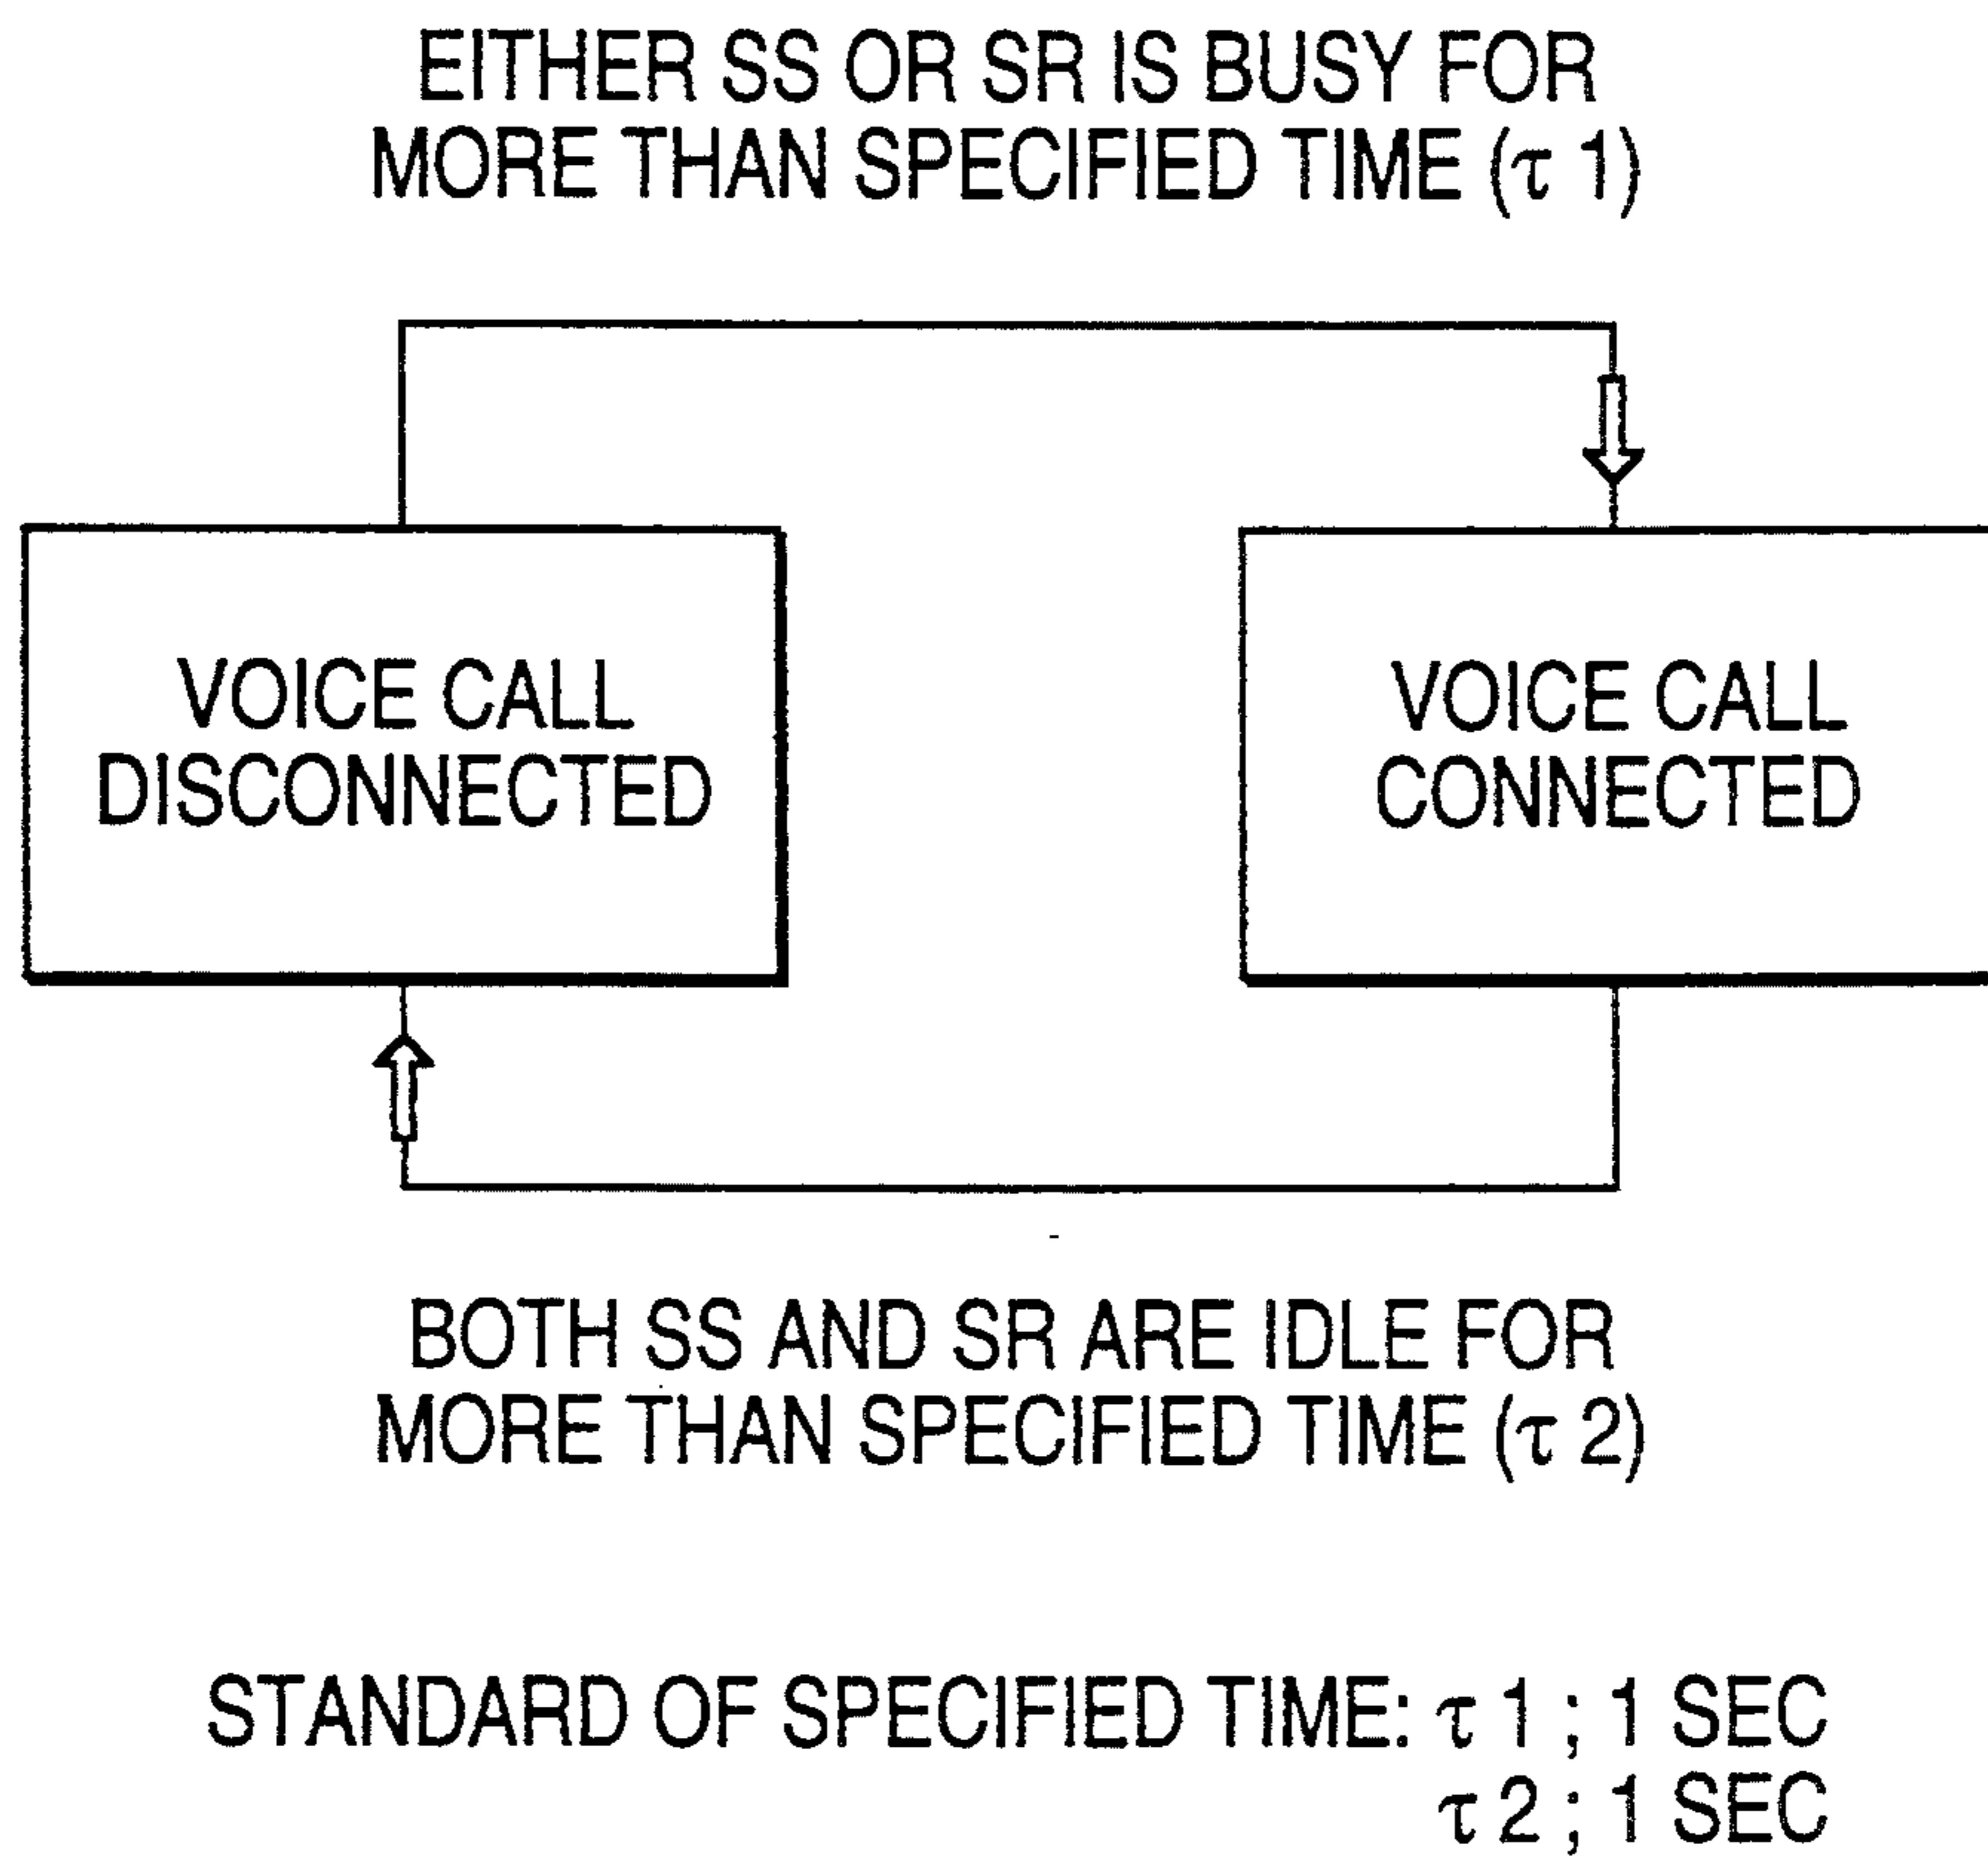 EITHER SS OR SR IS BUSY FOR
MORE THAN SPECIFIED TIME (τ 1)
VOICE CALL
DISCONNECTED
VOICE CALL
CONNECTED
BOTH SS AND SR ARE IDLE FOR
MORE THAN SPECIFIED TIME (τ 2)
STANDARD OF SPECIFIED TIME: τ 1 ; 1 SEC
τ 2 ; 1 SEC